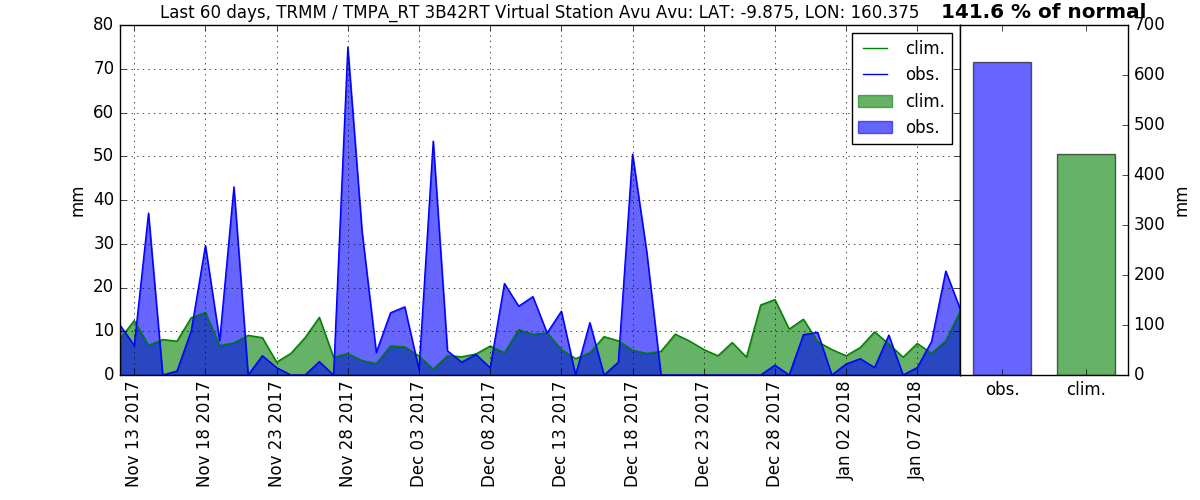 Last 60 days, TRMM / TMPA_RT 3B42RT Virtual Station Avu Avu: LAT: -9.875, LON: 160.375
141.6 % of normal
80
70
60
50
40
30
20
10
0
mm
clim.
obs.
clim.
obs.
Nov 13 2017
Nov 18 2017
Nov 23 2017
Nov 28 2017
Dec 03 2017
Dec 08 2017
Dec 13 2017
Dec 18 2017
Dec 23 2017
Dec 28 2017
Jan 02 2018
Jan 07 2018
700
600
500
400
300
200
100
0
mm
obs.
clim.